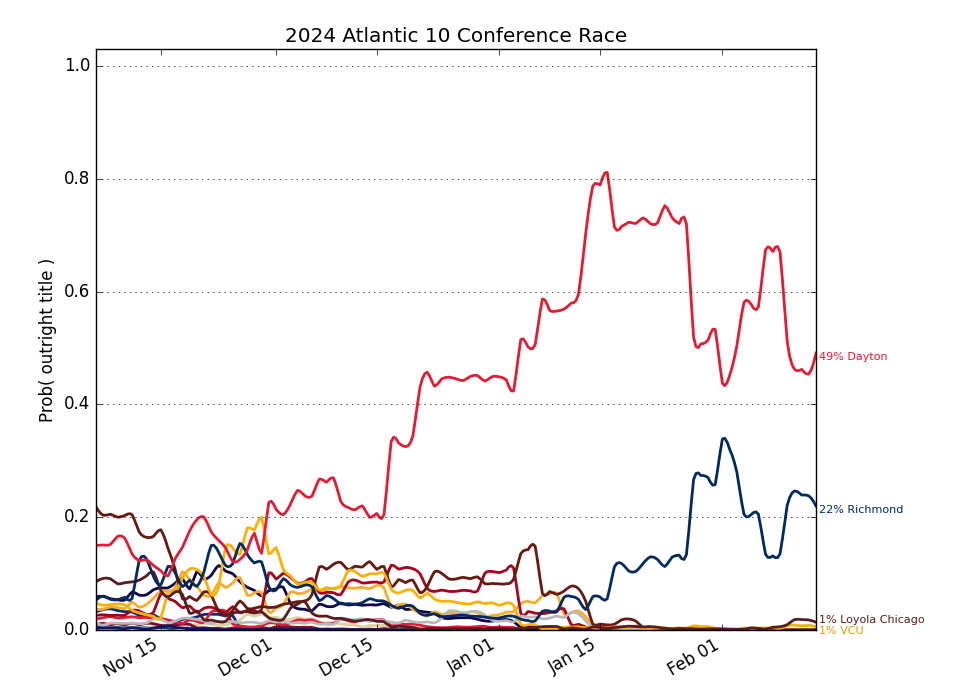 2024 Atlantic 10 Conference Race
Prob( outright title )
1.0
0.8
0.6
0.4
0.2
0.0
Nov 15
Dec 01
Dec 15
Jan 01
Jan 15
Feb 01
49% Dayton
22% Richmond
1% Loyola Chicago
1% VCU